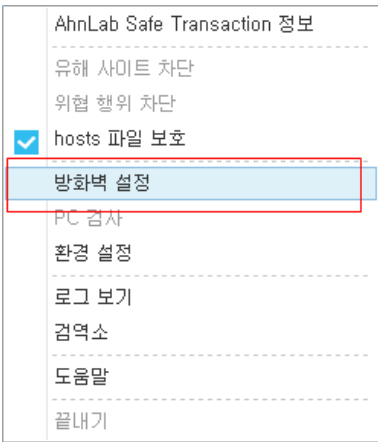 AhnLab Safe Transaction 정보
유해 사이트 차단
위협 행위 차단
hosts 파일 보호
방화벽 설정
PC 검사
환경 설정
로그 보기
검역소
도움말
끝내기